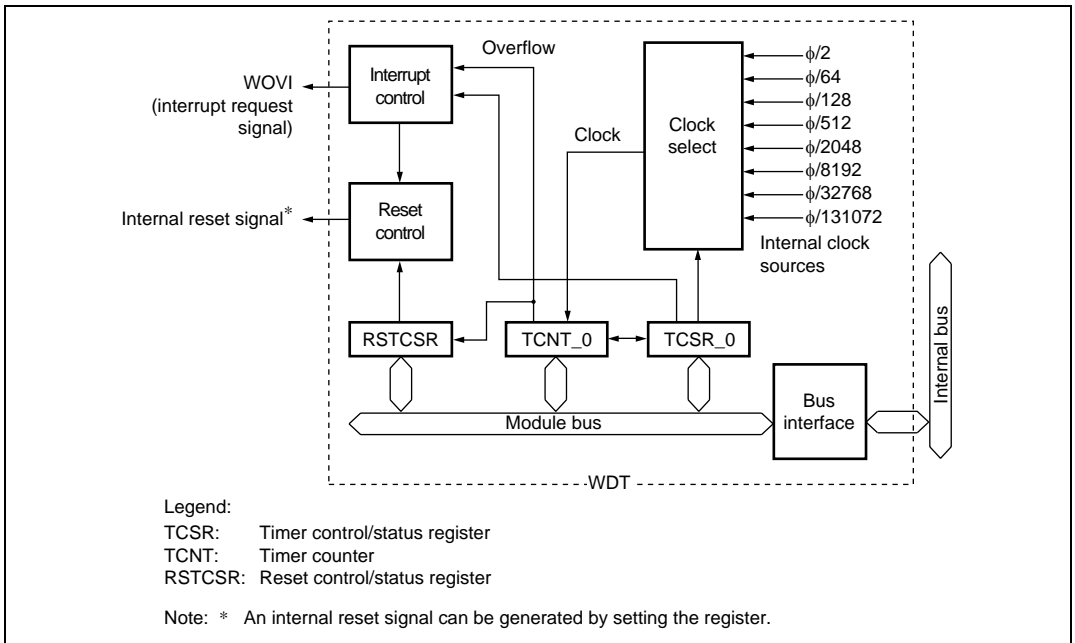 Overflow
Interrupt
control
WOVI
(interrupt request
signal)
Clock
Clock
select
φ/2
φ/64
φ/128
φ/512
φ/2048
φ/8192
φ/32768
φ/131072
Internal clock
sources
Internal reset signal*
Reset
control
RSTCSR
TCNT_0
TCSR_0
Module bus
Bus
interface
Internal bus
WDT
Legend:
TCSR: Timer control/status register
TCNT: Timer counter
RSTCSR: Reset control/status register
Note: * An internal reset signal can be generated by setting the register.